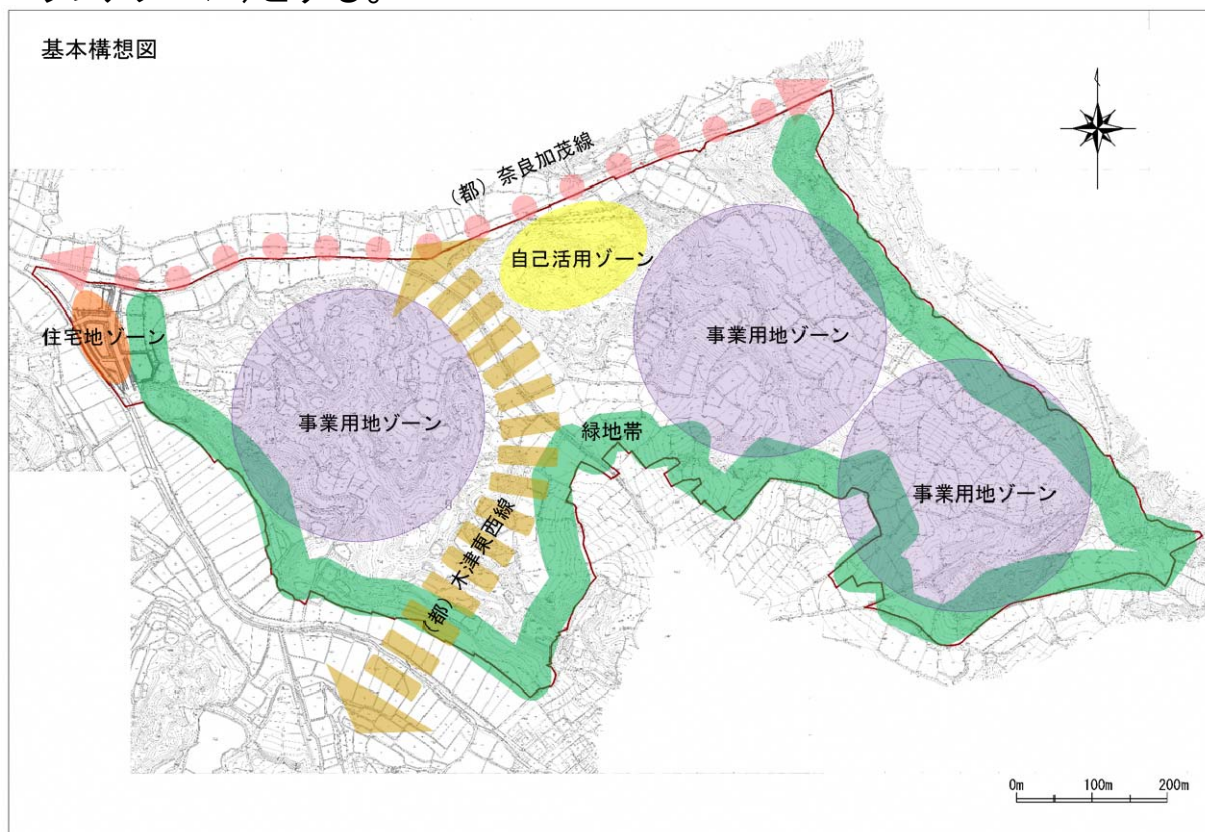 とする。
基本構想図
(都) 奈良加茂線
自己活用ゾーン
住宅地ゾーン
事業用地ゾーン
事業用地ゾーン
緑地帯
事業用地ゾーン
(都) 木津東西線
0m 100m 200m